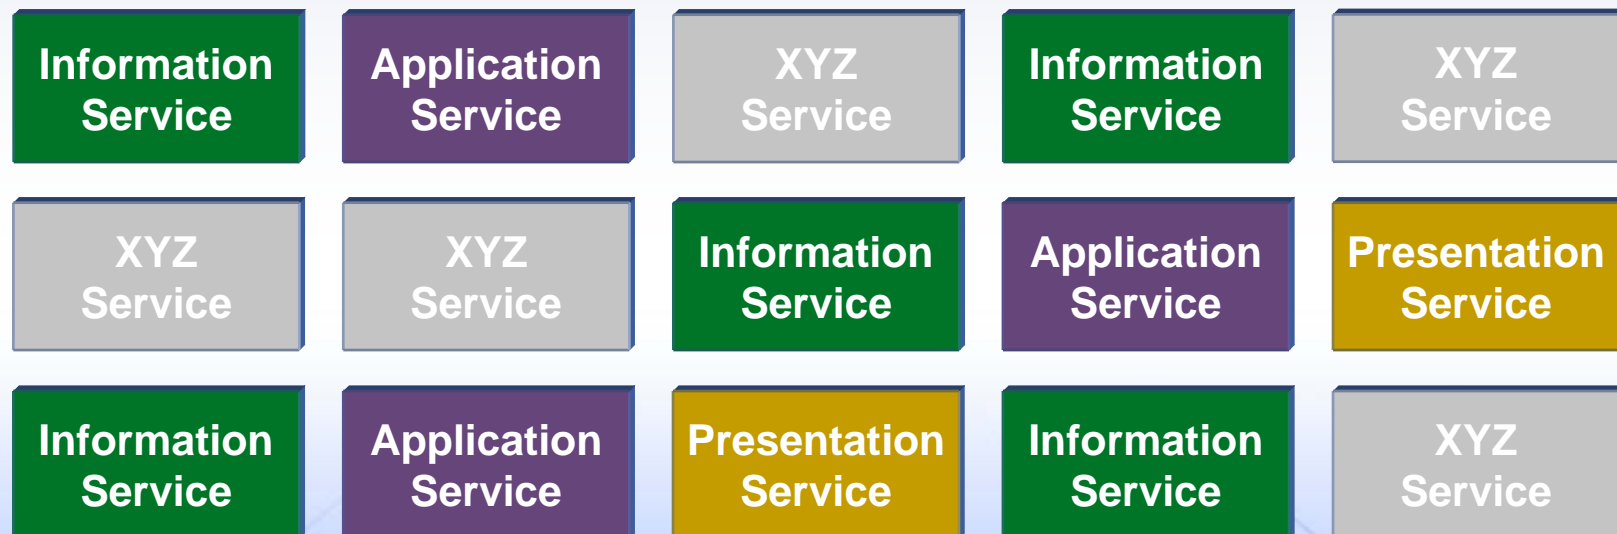 Information
Service
Application
Service
XYZ
Service
Information
Service
XYZ
Service
XYZ
Service
XYZ
Service
Information
Service
Application
Service
Presentation
Service
Information
Service
Application
Service
Presentation
Service
Information
Service
XYZ
Service